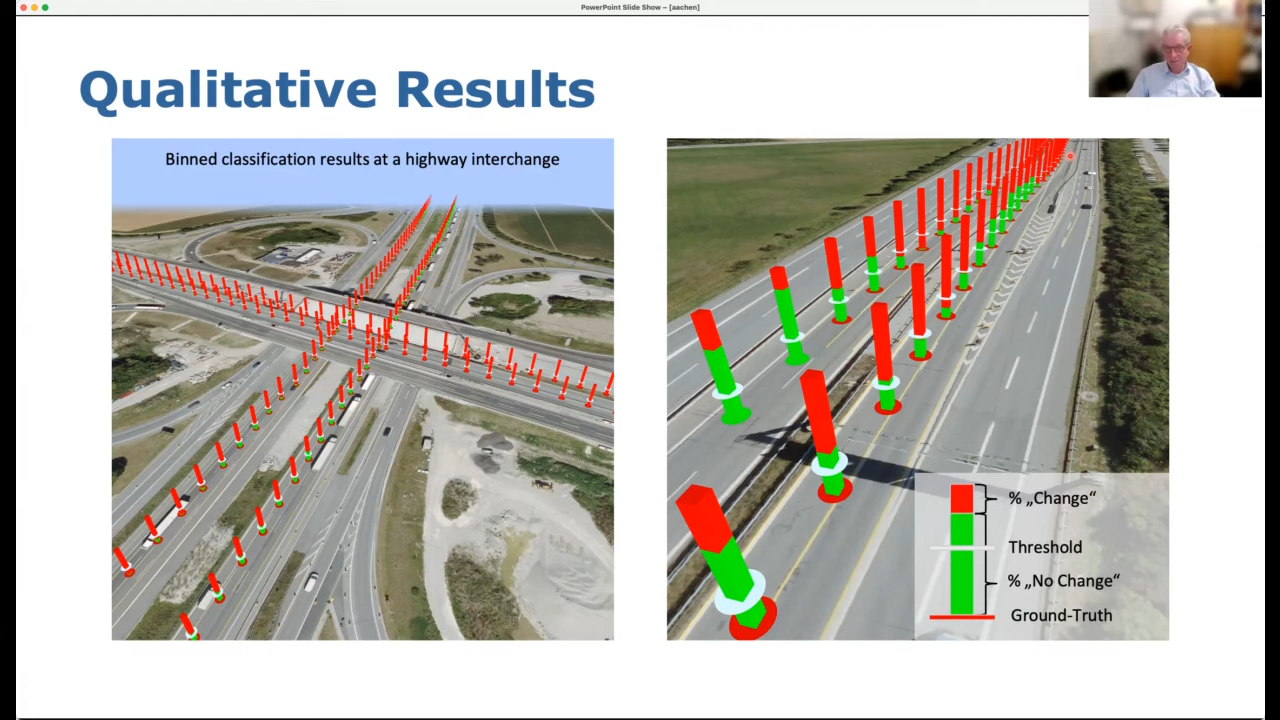 PowerPoint Slide Show – [aachen]
Qualitative Results
Binned classification results at a highway interchange
% „Change“
Threshold
% „No Change“
Ground-Truth